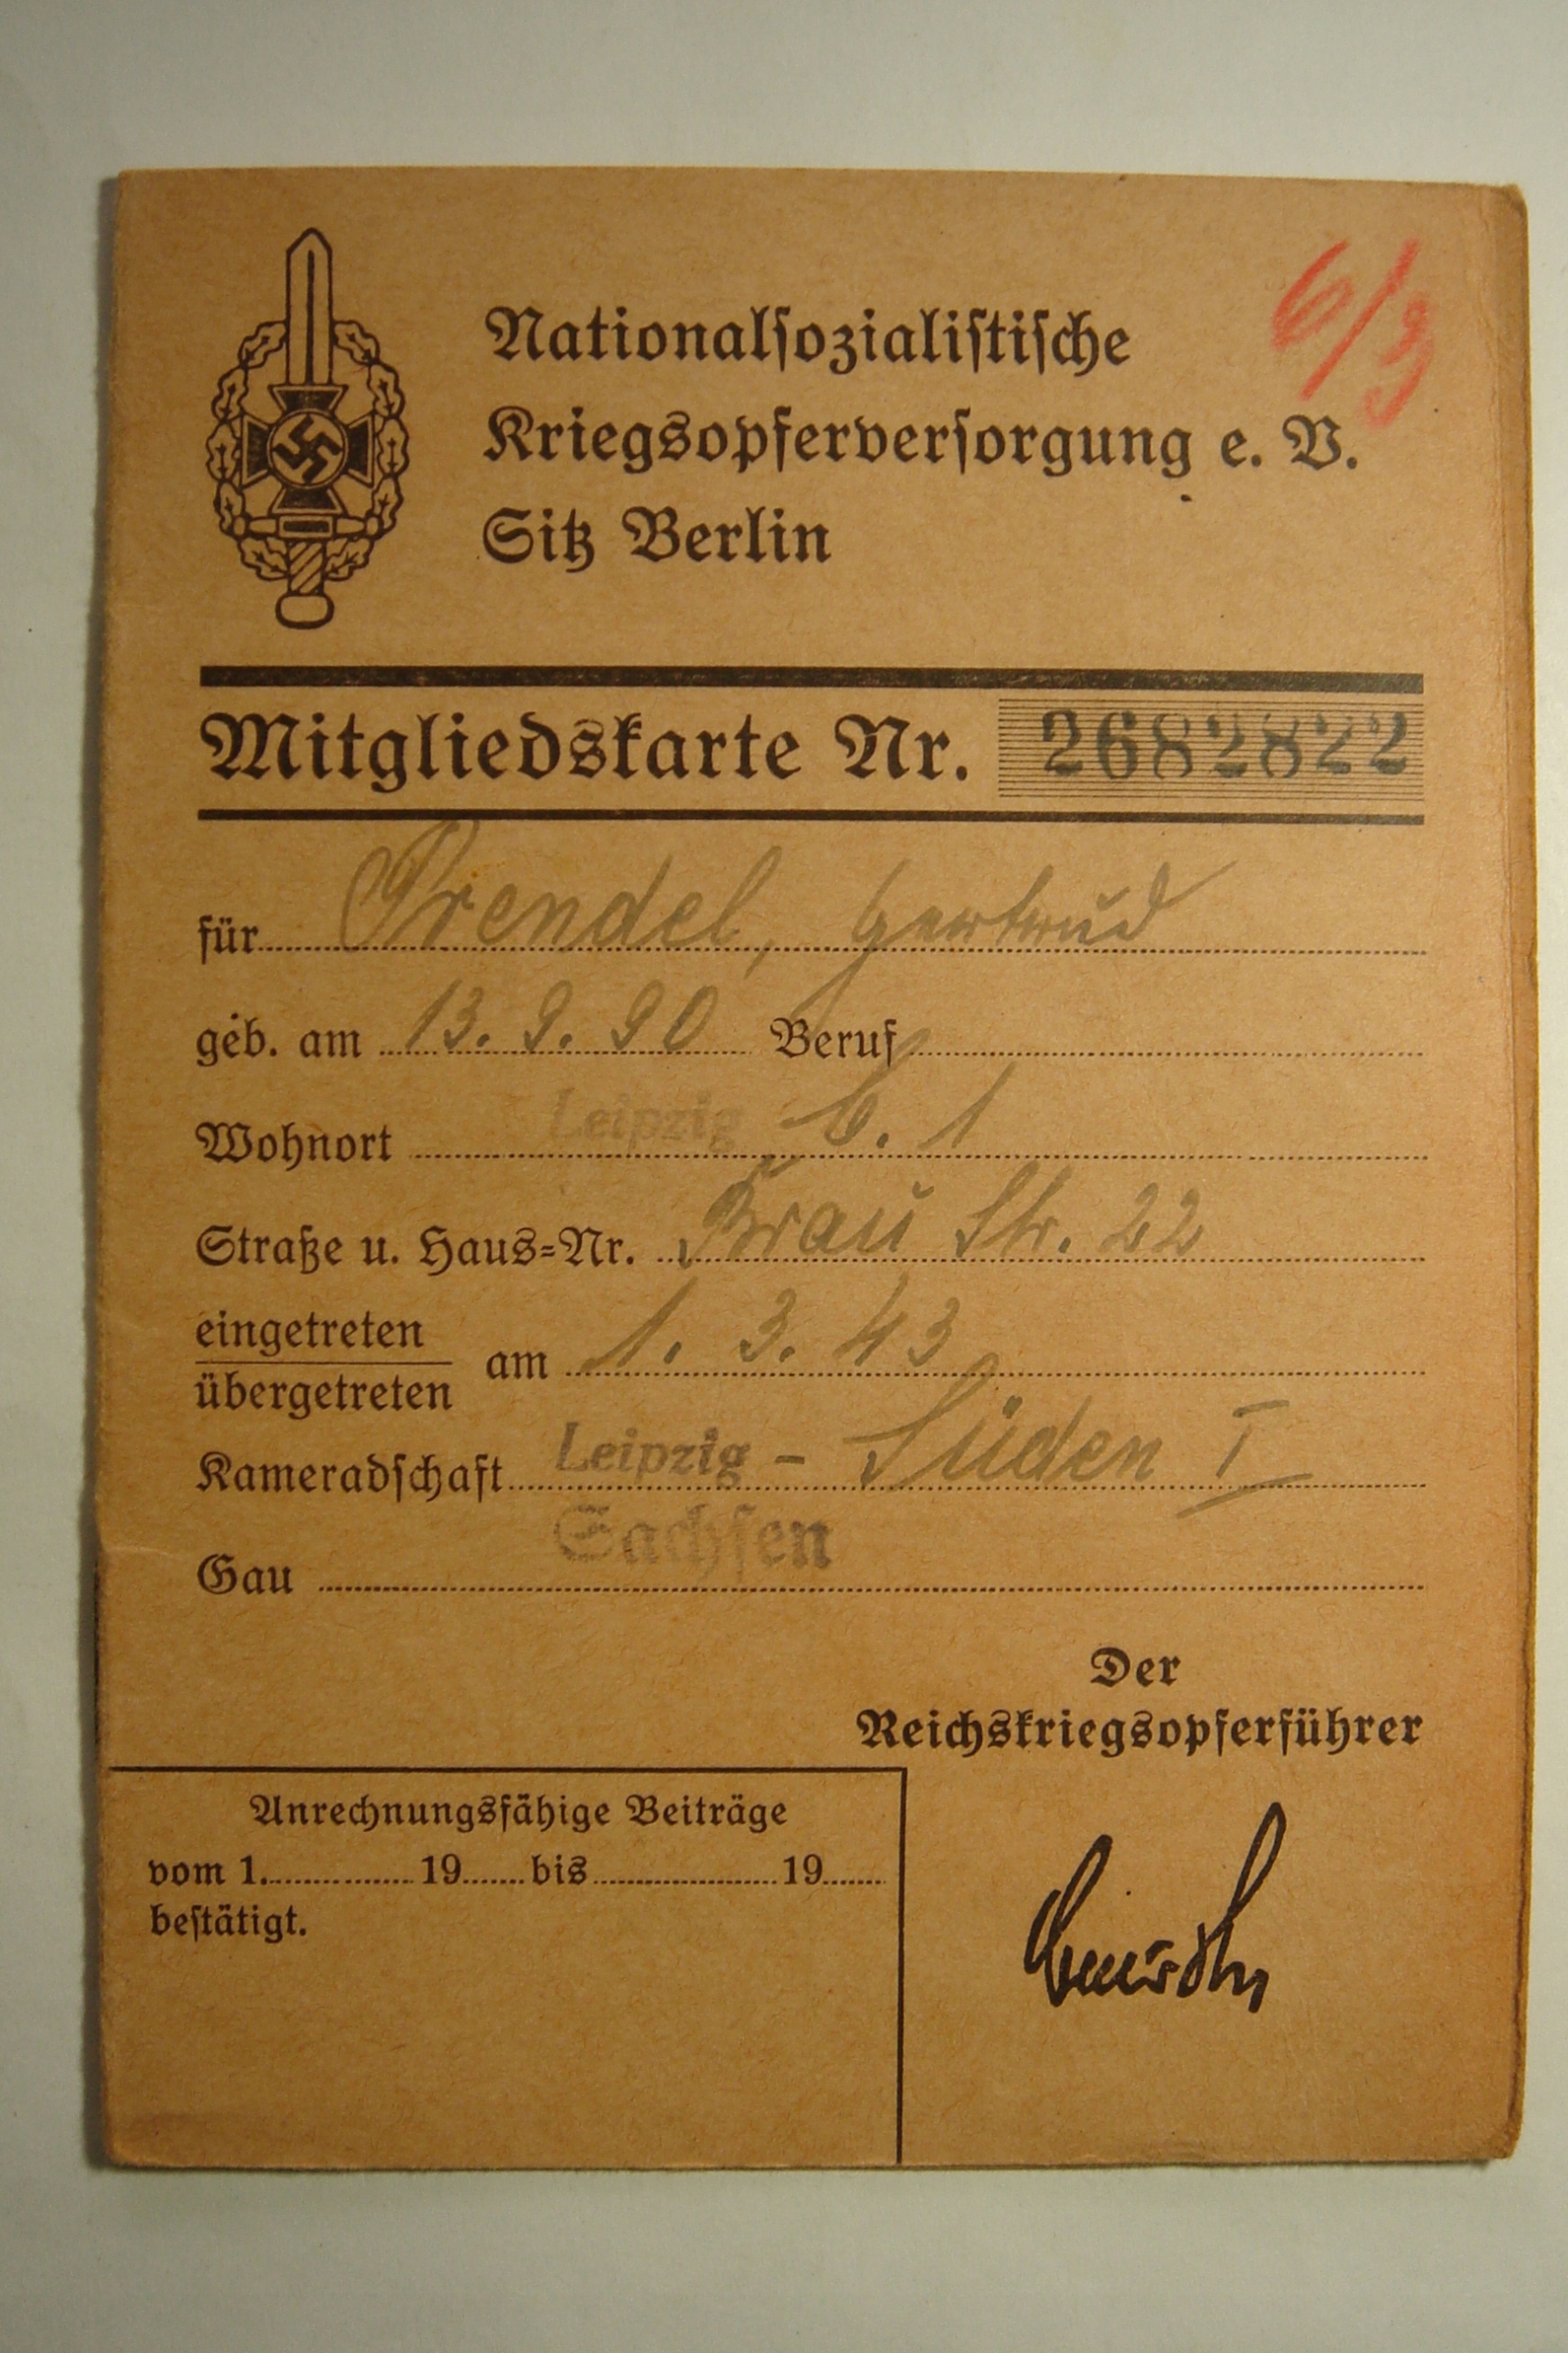 6/3
Nationalsozialistische
Kriegsopferversorgung e. V.
Sitz Berlin
Mitgliedskarte Nr. 2682822
für Prendel, Gertrud
geb. am 13. 9. 90 Beruf
Wohnort Leipzig C. 1
Straße u. Haus-Nr. Brau Str. 22
eingetreten
übergetreten am 1. 3. 43
Kameradschaft Leipzig - Süden I
Gau Sachsen
Der
Reichskriegsopferführer
Anrechnungsfähige Beiträge
vom 1. 19 bis 19
bestätigt.